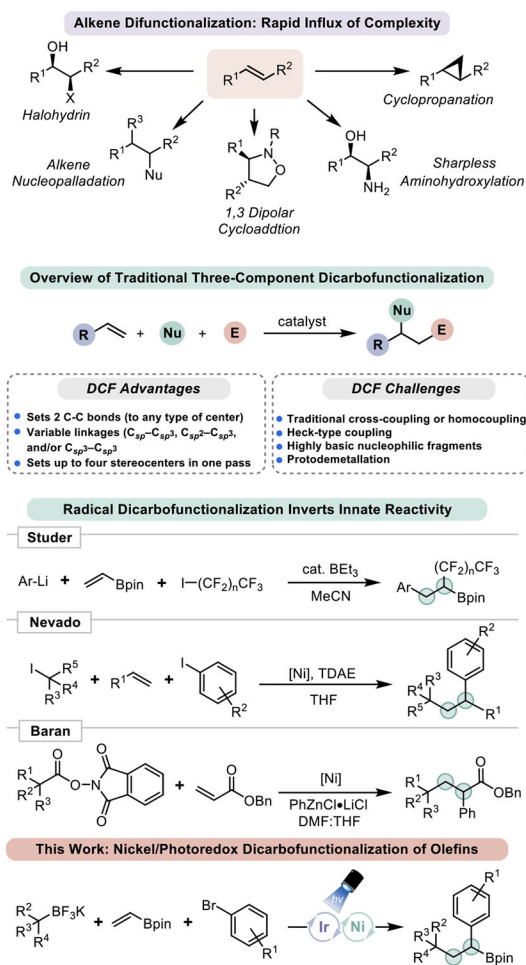 Alkene Difunctionalization: Rapid Influx of Complexity
OH
R1
R2
X
Halohydrin
R1
R2
R1
R2
Cyclopropanation
R3
R1
R2
Nu
Alkene
Nucleopalladation
R
R1
N
O
R2
1,3 Dipolar
Cycloaddtion
OH
R1
R2
NH2
Sharpless
Aminohydroxylation
Overview of Traditional Three-Component Dicarbofunctionalization
R + Nu + E catalyst Nu R E
DCF Advantages
● Sets 2 C-C bonds (to any type of center)
● Variable linkages (Csp–Csp3, Csp2–Csp3,
and/or Csp3–Csp3
● Sets up to four stereocenters in one pass
DCF Challenges
● Traditional cross-coupling or homocoupling
● Heck-type coupling
● Highly basic nucleophilic fragments
● Protodemetallation
Radical Dicarbofunctionalization Inverts Innate Reactivity
Studer
Ar-Li + Bpin + I–(CF2)nCF3
cat. BEt3
MeCN
(CF2)nCF3
Ar Bpin
Nevado
I R5
R4
R3
+ R1 +
I
R2
[Ni], TDAE
THF
R2
R4 R3
R5 R1
Baran
O O
R1
R2
R3
O–N
O
+
O
OBn
[Ni]
PhZnCl•LiCl
DMF:THF
R1 O
R2 OBn
R3 Ph
This Work: Nickel/Photoredox Dicarbofunctionalization of Olefins
R2 BF3K
R3
R4
+ Bpin +
Br
R1
hν
Ir Ni
R1
R3 R2
R4 Bpin